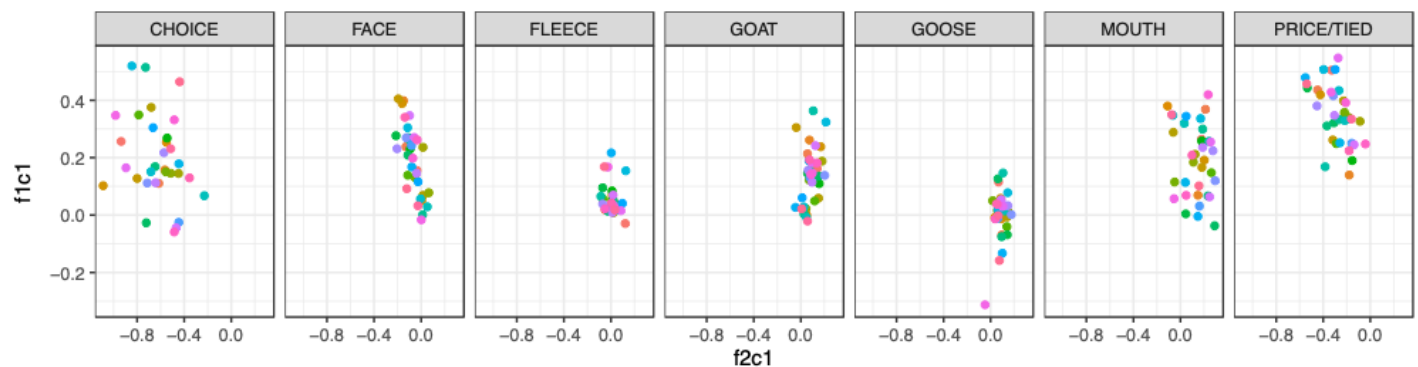 CHOICE FACE FLEECE GOAT GOOSE MOUTH PRICE/TIED
0.4
0.2
0.0
−0.2
f1c1
−0.8 −0.4 0.0 −0.8 −0.4 0.0 −0.8 −0.4 0.0 −0.8 −0.4 0.0 −0.8 −0.4 0.0 −0.8 −0.4 0.0 −0.8 −0.4 0.0
f2c1